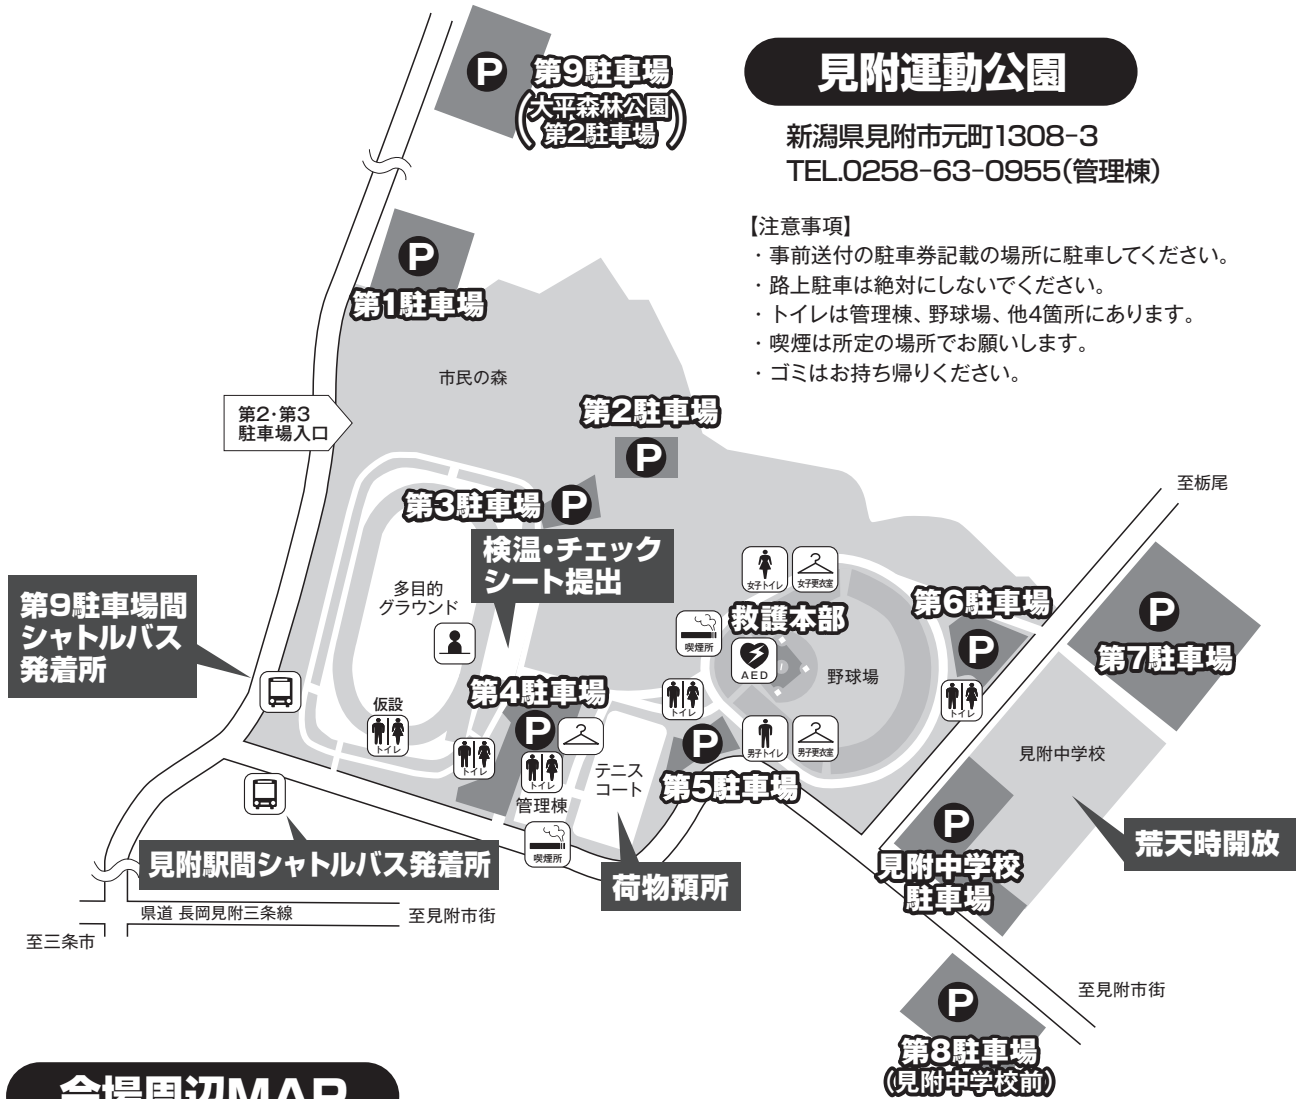 第9駐車場
(大平森林公園
第2駐車場)
見附運動公園
新潟県見附市元町1308-3
TEL.0258-63-0955(管理棟)
【注意事項】
・事前送付の駐車券記載の場所に駐車してください。
・路上駐車は絶対にしないでください。
・トイレは管理棟、野球場、他4箇所にあります。
・喫煙は所定の場所でお願いします。
・ゴミはお持ち帰りください。
P
P
第1駐車場
市民の森
第2・第3
駐車場入口
第2駐車場
P
第3駐車場
P
検温・チェック
シート提出
多目的
グラウンド
第9駐車場間
シャトルバス
発着所
仮設
トイレ
トイレ
第4駐車場
P
トイレ
管理棟
喫煙所
テニス
コート
女子トイレ
女子更衣室
喫煙所
救護本部
AED
野球場
トイレ
男子トイレ
男子更衣室
P
第5駐車場
第6駐車場
P
トイレ
至栃尾
P
第7駐車場
見附中学校
P
見附中学校
駐車場
荒天時開放
見附駅間シャトルバス発着所
荷物預所
県道 長岡見附三条線
至見附市街
至三条市
至見附市街
P
第8駐車場
(見附中学校前)
会場周辺MAP